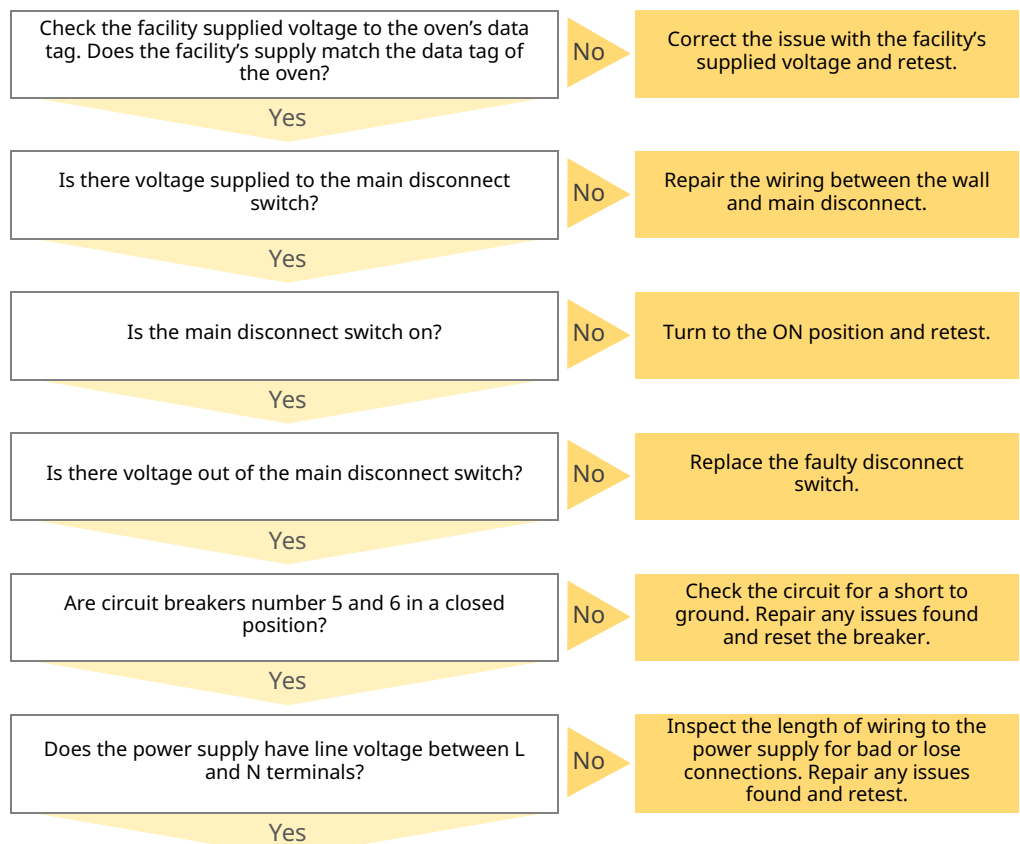 Check the facility supplied voltage to the oven’s data
tag. Does the facility’s supply match the data tag of
the oven?
No
Correct the issue with the facility’s
supplied voltage and retest.
Yes
Is there voltage supplied to the main disconnect
switch?
No
Repair the wiring between the wall
and main disconnect.
Yes
Is the main disconnect switch on?
No
Turn to the ON position and retest.
Yes
Is there voltage out of the main disconnect switch?
No
Replace the faulty disconnect
switch.
Yes
Are circuit breakers number 5 and 6 in a closed
position?
No
Check the circuit for a short to
ground. Repair any issues found
and reset the breaker.
Yes
Does the power supply have line voltage between L
and N terminals?
No
Inspect the length of wiring to the
power supply for bad or lose
connections. Repair any issues
found and retest.
Yes